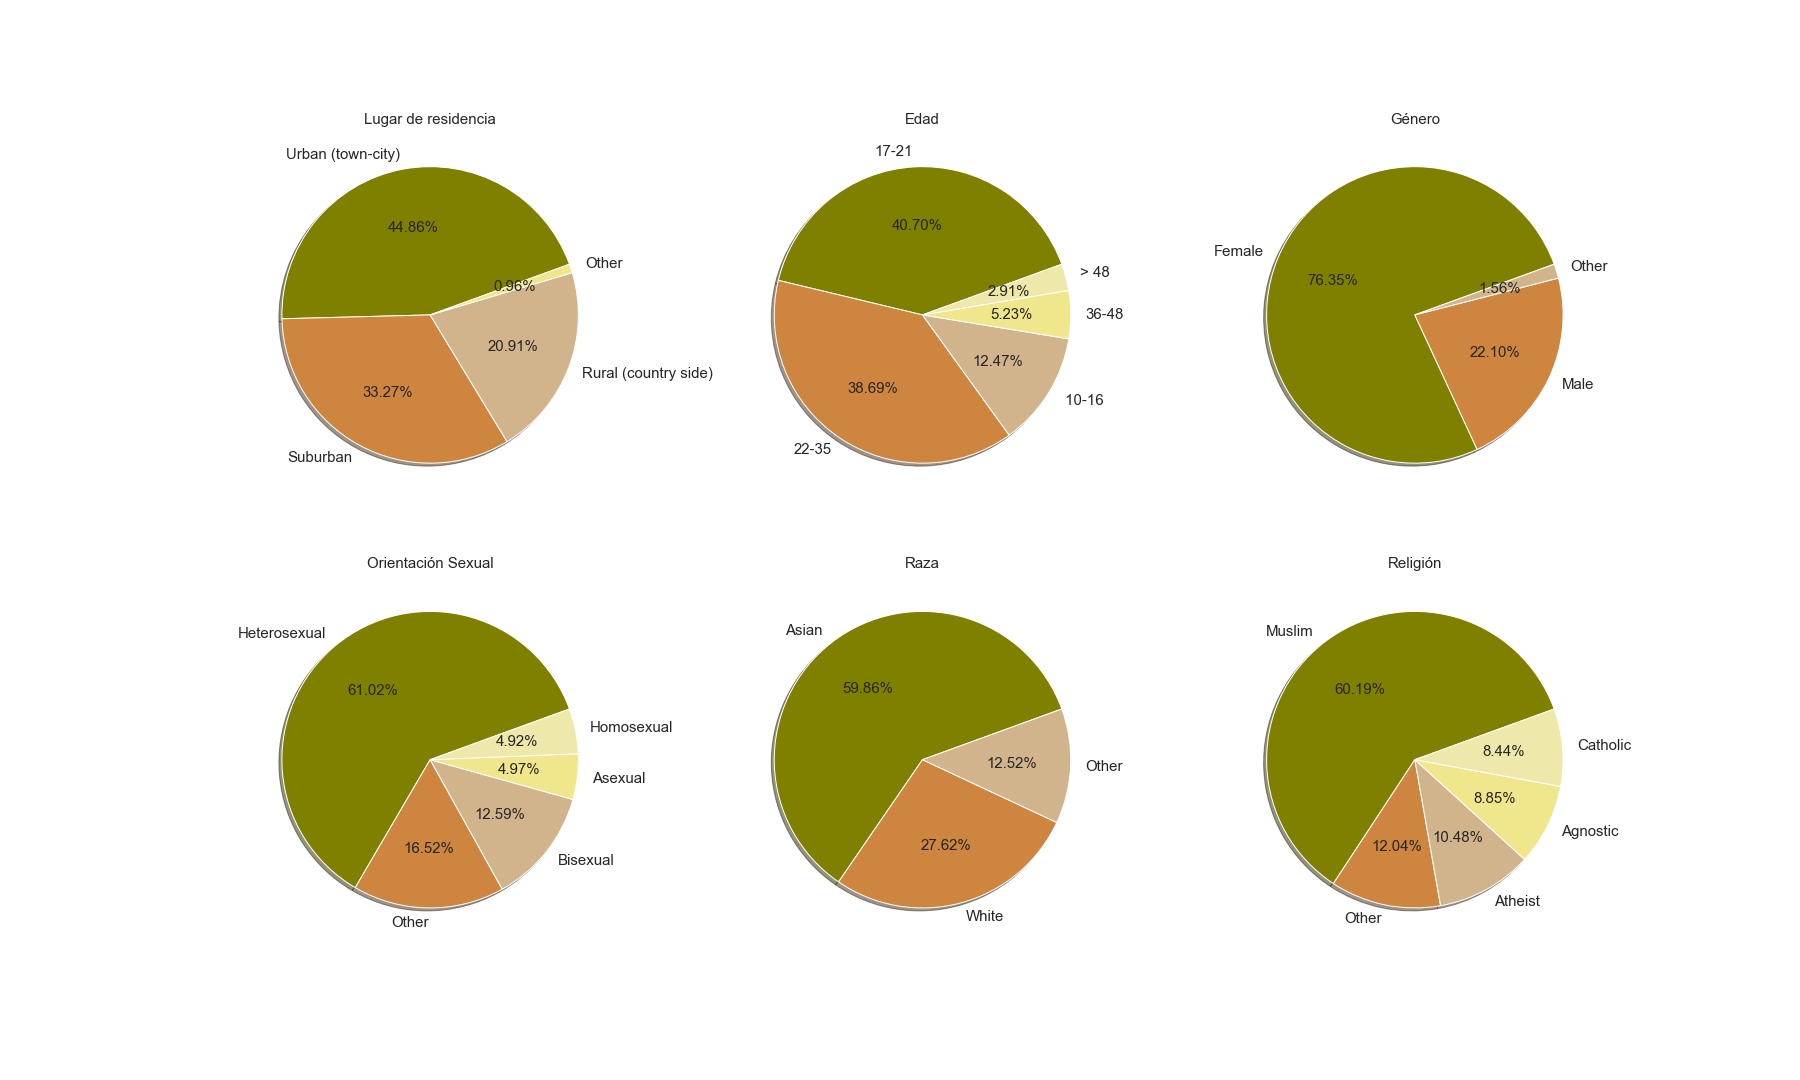 Lugar de residencia
Urban (town-city)
44.86%
Other
0.96%
20.91%
Rural (country side)
33.27%
Suburban
Edad
17-21
40.70%
> 48
2.91%
36-48
5.23%
12.47%
10-16
38.69%
22-35
Género
Female
76.35%
Other
1.56%
22.10%
Male
Orientación Sexual
Heterosexual
61.02%
Homosexual
4.92%
4.97%
Asexual
12.59%
Bisexual
16.52%
Other
Raza
Asian
59.86%
12.52%
Other
27.62%
White
Religión
Muslim
60.19%
Catholic
8.44%
8.85%
Agnostic
10.48%
Atheist
12.04%
Other